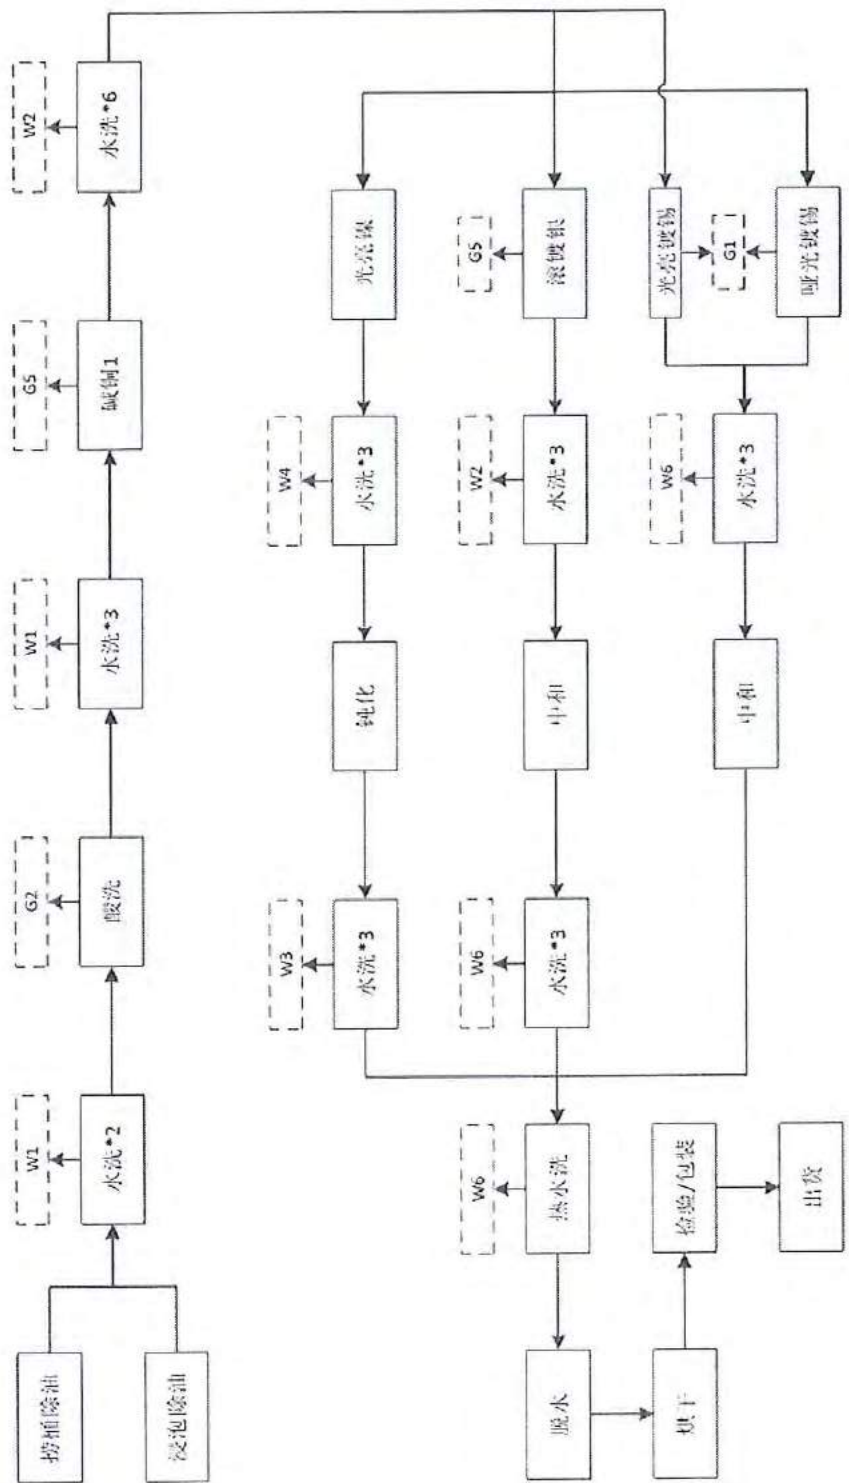 捞桶除油
浸泡除油
W1
水洗*2
G2
酸洗
W1
水洗*3
G5
碱铜1
W2
水洗*6
光亮镍
W4
水洗*3
钝化
W3
水洗*3
G5
滚镀银
W2
水洗*3
中和
W6
水洗*3
光亮镀锡
G1
哑光镀锡
W6
水洗*3
中和
W6
热水洗
脱水
烘干
检验/包装
出货